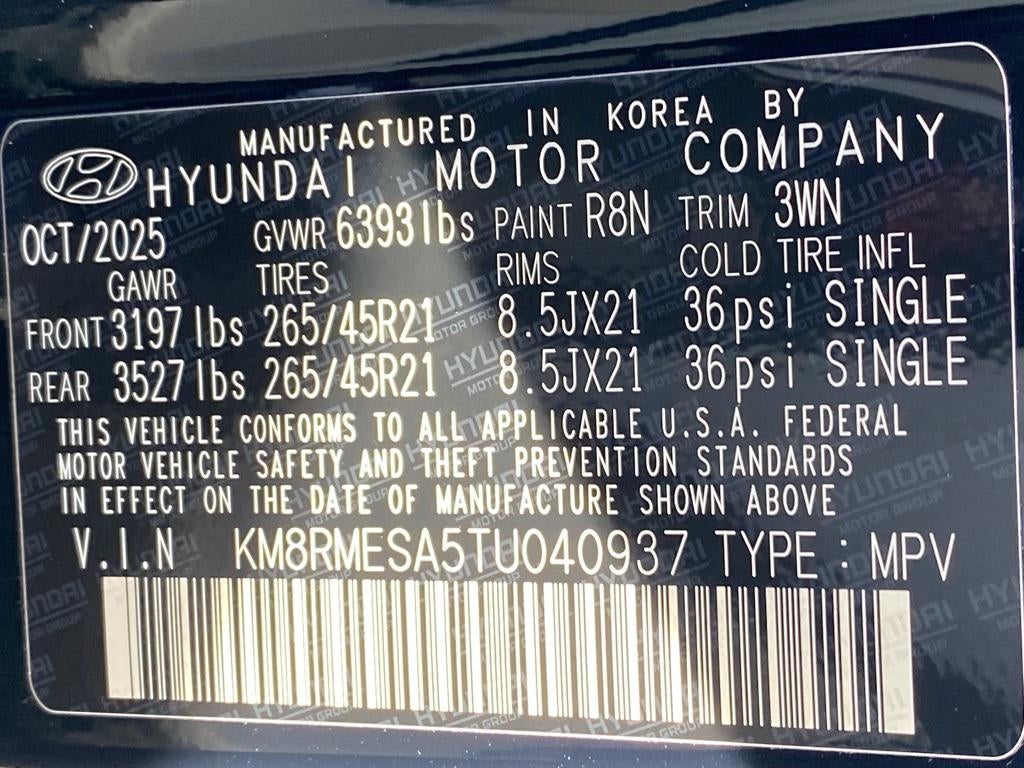 MANUFACTURED IN KOREA BY
HYUNDAI MOTOR COMPANY
OCT/2025 GVWR 6393lbs PAINT R8N TRIM 3WN
GAWR TIRES RIMS COLD TIRE INFL
FRONT 3197lbs 265/45R21 8.5JX21 36psi SINGLE
REAR 3527lbs 265/45R21 8.5JX21 36psi SINGLE
THIS VEHICLE CONFORMS TO ALL APPLICABLE U.S.A. FEDERAL
MOTOR VEHICLE SAFETY AND THEFT PREVENTION STANDARDS
IN EFFECT ON THE DATE OF MANUFACTURE SHOWN ABOVE
V.I.N KM8RMESA5TU040937 TYPE : MPV
HYUNDAI
MOTOR GROUP